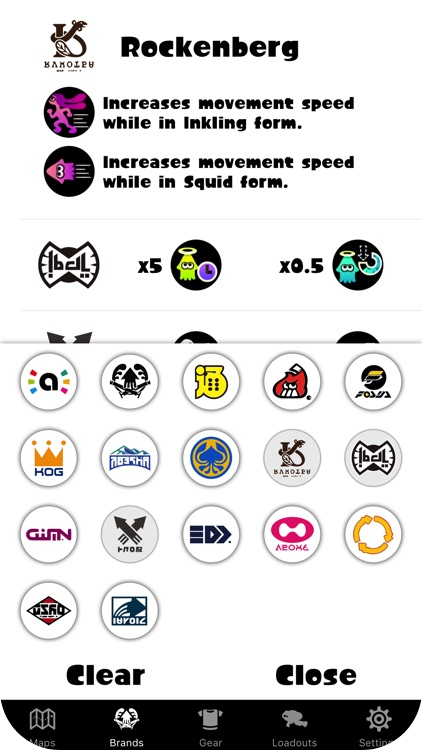 Rockenberg
Increases movement speed
while in Inkling form.
Increases movement speed
while in Squid form.
x5
x0.5
a
KOG
Clear
Close
Maps
Brands
Gear
Loadouts
Settin